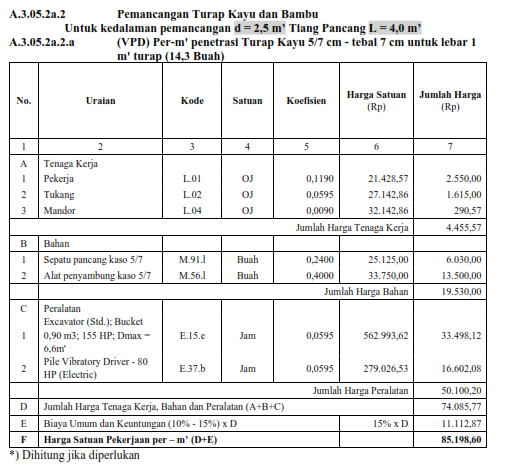 A.3.05.2a.2 Pemancangan Turap Kayu dan Bambu
Untuk kedalaman pemancangan d = 2,5 m' Tiang Pancang L = 4,0 m'
A.3.05.2a.2.a (VPD) Per-m' penetrasi Turap Kayu 5/7 cm - tebal 7 cm untuk lebar 1
m' turap (14,3 Buah)
No. Uraian Kode Satuan Koefisien Harga Satuan (Rp) Jumlah Harga (Rp)
1 2 3 4 5 6 7
A Tenaga Kerja
1 Pekerja L.01 OJ 0,1190 21.428,57 2.550,00
2 Tukang L.02 OJ 0,0595 27.142,86 1.615,00
3 Mandor L.04 OJ 0,0090 32.142,86 290,57
Jumlah Harga Tenaga Kerja 4.455,57
B Bahan
1 Sepatu pancang kaso 5/7 M.91.l Buah 0,2400 25.125,00 6.030,00
2 Alat penyambung kaso 5/7 M.56.l Buah 0,4000 33.750,00 13.500,00
Jumlah Harga Bahan 19.530,00
C Peralatan
Excavator (Std.); Bucket
1 0,90 m3; 155 HP; Dmax = E.15.e Jam 0,0595 562.993,62 33.498,12
6,6m'
Pile Vibratory Driver - 80
2 HP (Electric) E.37.b Jam 0,0595 279.026,53 16.602,08
Jumlah Harga Peralatan 50.100,20
D Jumlah Harga Tenaga Kerja, Bahan dan Peralatan (A+B+C) 74.085,77
E Biaya Umum dan Keuntungan (10% - 15%) x D 15% x D 11.112,87
F Harga Satuan Pekerjaan per – m' (D+E) 85.198,60
*) Dihitung jika diperlukan